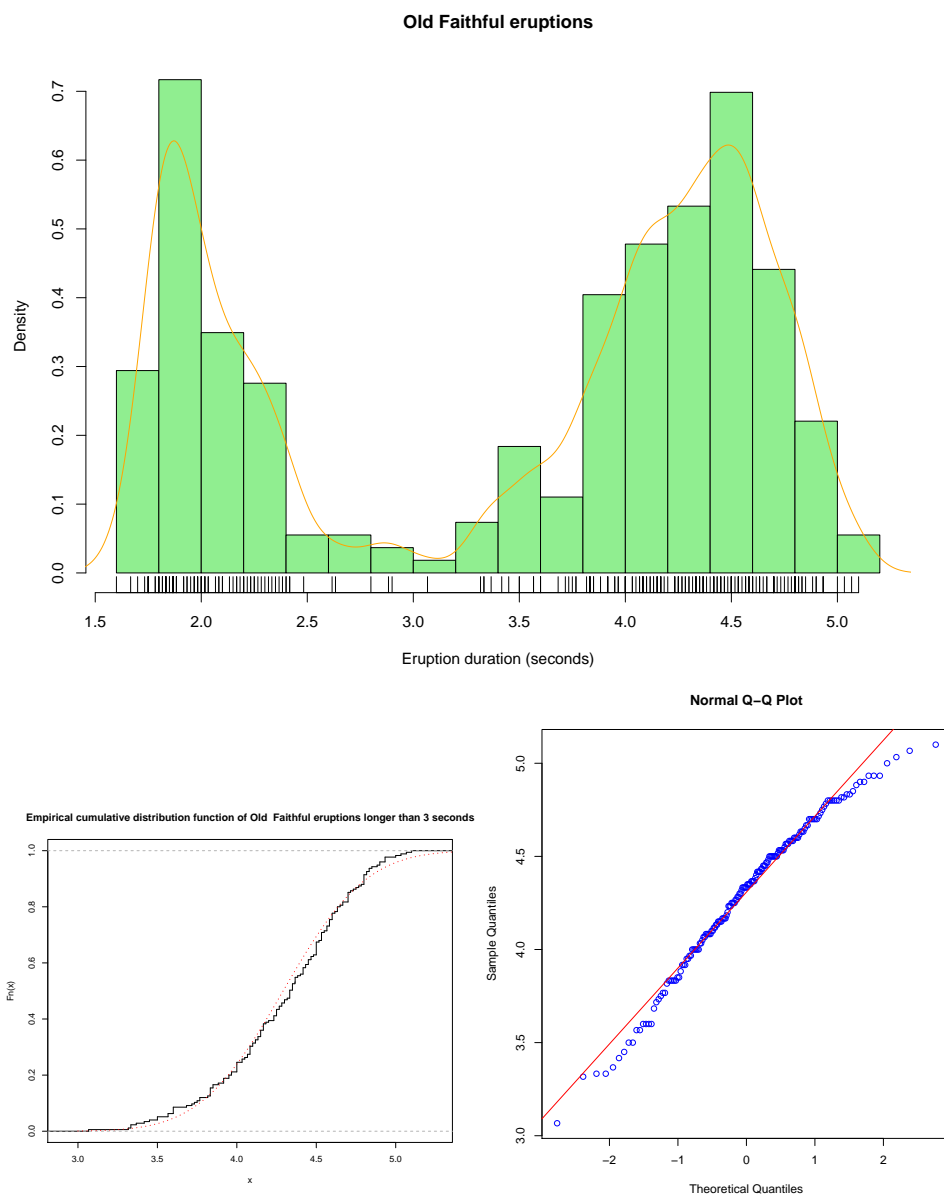 Old Faithful eruptions
Density
0.7
0.6
0.5
0.4
0.3
0.2
0.1
0.0
1.5 2.0 2.5 3.0 3.5 4.0 4.5 5.0
Eruption duration (seconds)
Empirical cumulative distribution function of Old Faithful eruptions longer than 3 seconds
Fn(x)
1.0
0.8
0.6
0.4
0.2
0.0
3.0 3.5 4.0 4.5 5.0
x
Normal Q−Q Plot
Sample Quantiles
5.0
4.5
4.0
3.5
3.0
−2 −1 0 1 2
Theoretical Quantiles